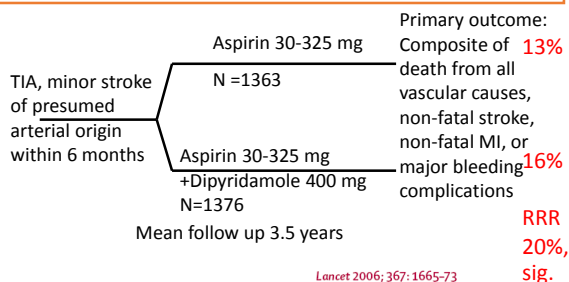 TIA, minor stroke
of presumed
arterial origin
within 6 months
Aspirin 30-325 mg
N =1363
Aspirin 30-325 mg
+Dipyridamole 400 mg
N=1376
Mean follow up 3.5 years
Primary outcome:
Composite of
death from all
vascular causes,
non-fatal stroke,
non-fatal MI, or
major bleeding
complications
13%
16%
RRR
20%,
sig.
Lancet 2006; 367: 1665–73